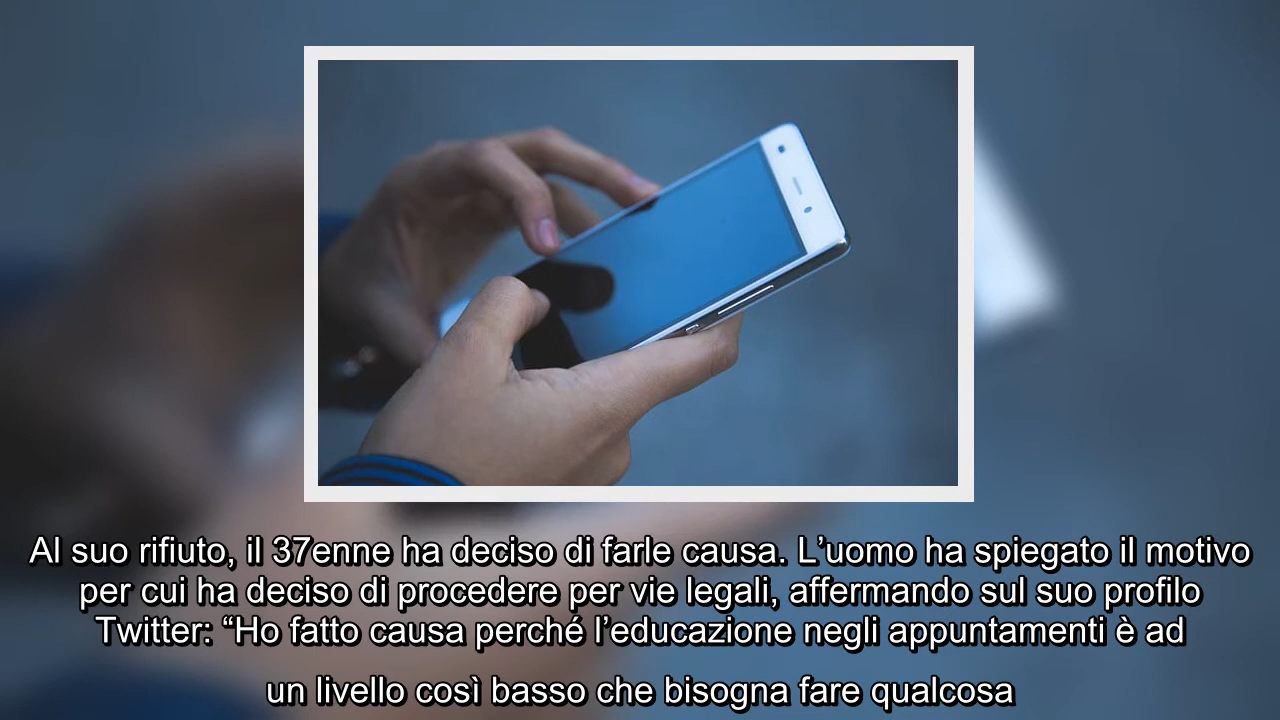 Al suo rifiuto, il 37enne ha deciso di farle causa. L’uomo ha spiegato il motivo
per cui ha deciso di procedere per vie legali, affermando sul suo profilo
Twitter: “Ho fatto causa perché l’educazione negli appuntamenti è ad
un livello così basso che bisogna fare qualcosa